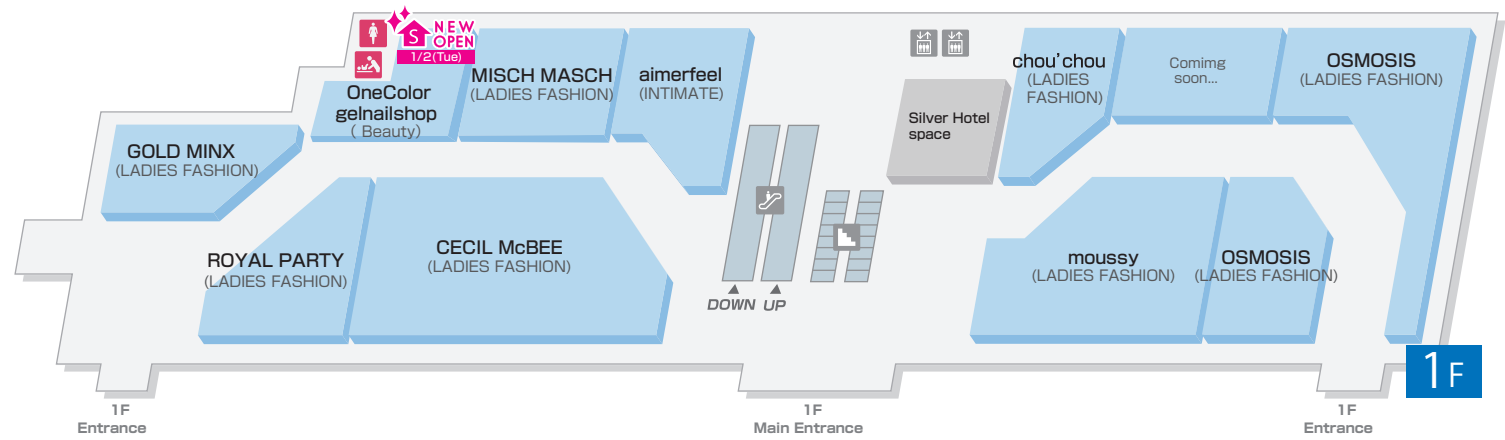 S
NEW
OPEN
1/2(Tue)
OneColor
gelnailshop
( Beauty)
MISCH MASCH
(LADIES FASHION)
aimerfeel
(INTIMATE)
Silver Hotel
space
chou'chou
(LADIES
FASHION)
Comimg
soon...
OSMOSIS
(LADIES FASHION)
GOLD MINX
(LADIES FASHION)
ROYAL PARTY
(LADIES FASHION)
CECIL McBEE
(LADIES FASHION)
DOWN UP
moussy
(LADIES FASHION)
OSMOSIS
(LADIES FASHION)
1F
1F
Entrance
1F
Main Entrance
1F
Entrance